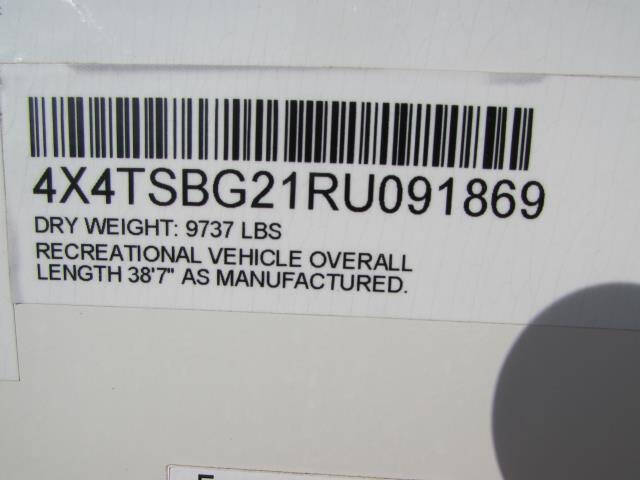 4X4TSBG21RU091869
DRY WEIGHT: 9737 LBS
RECREATIONAL VEHICLE OVERALL
LENGTH 38'7" AS MANUFACTURED.